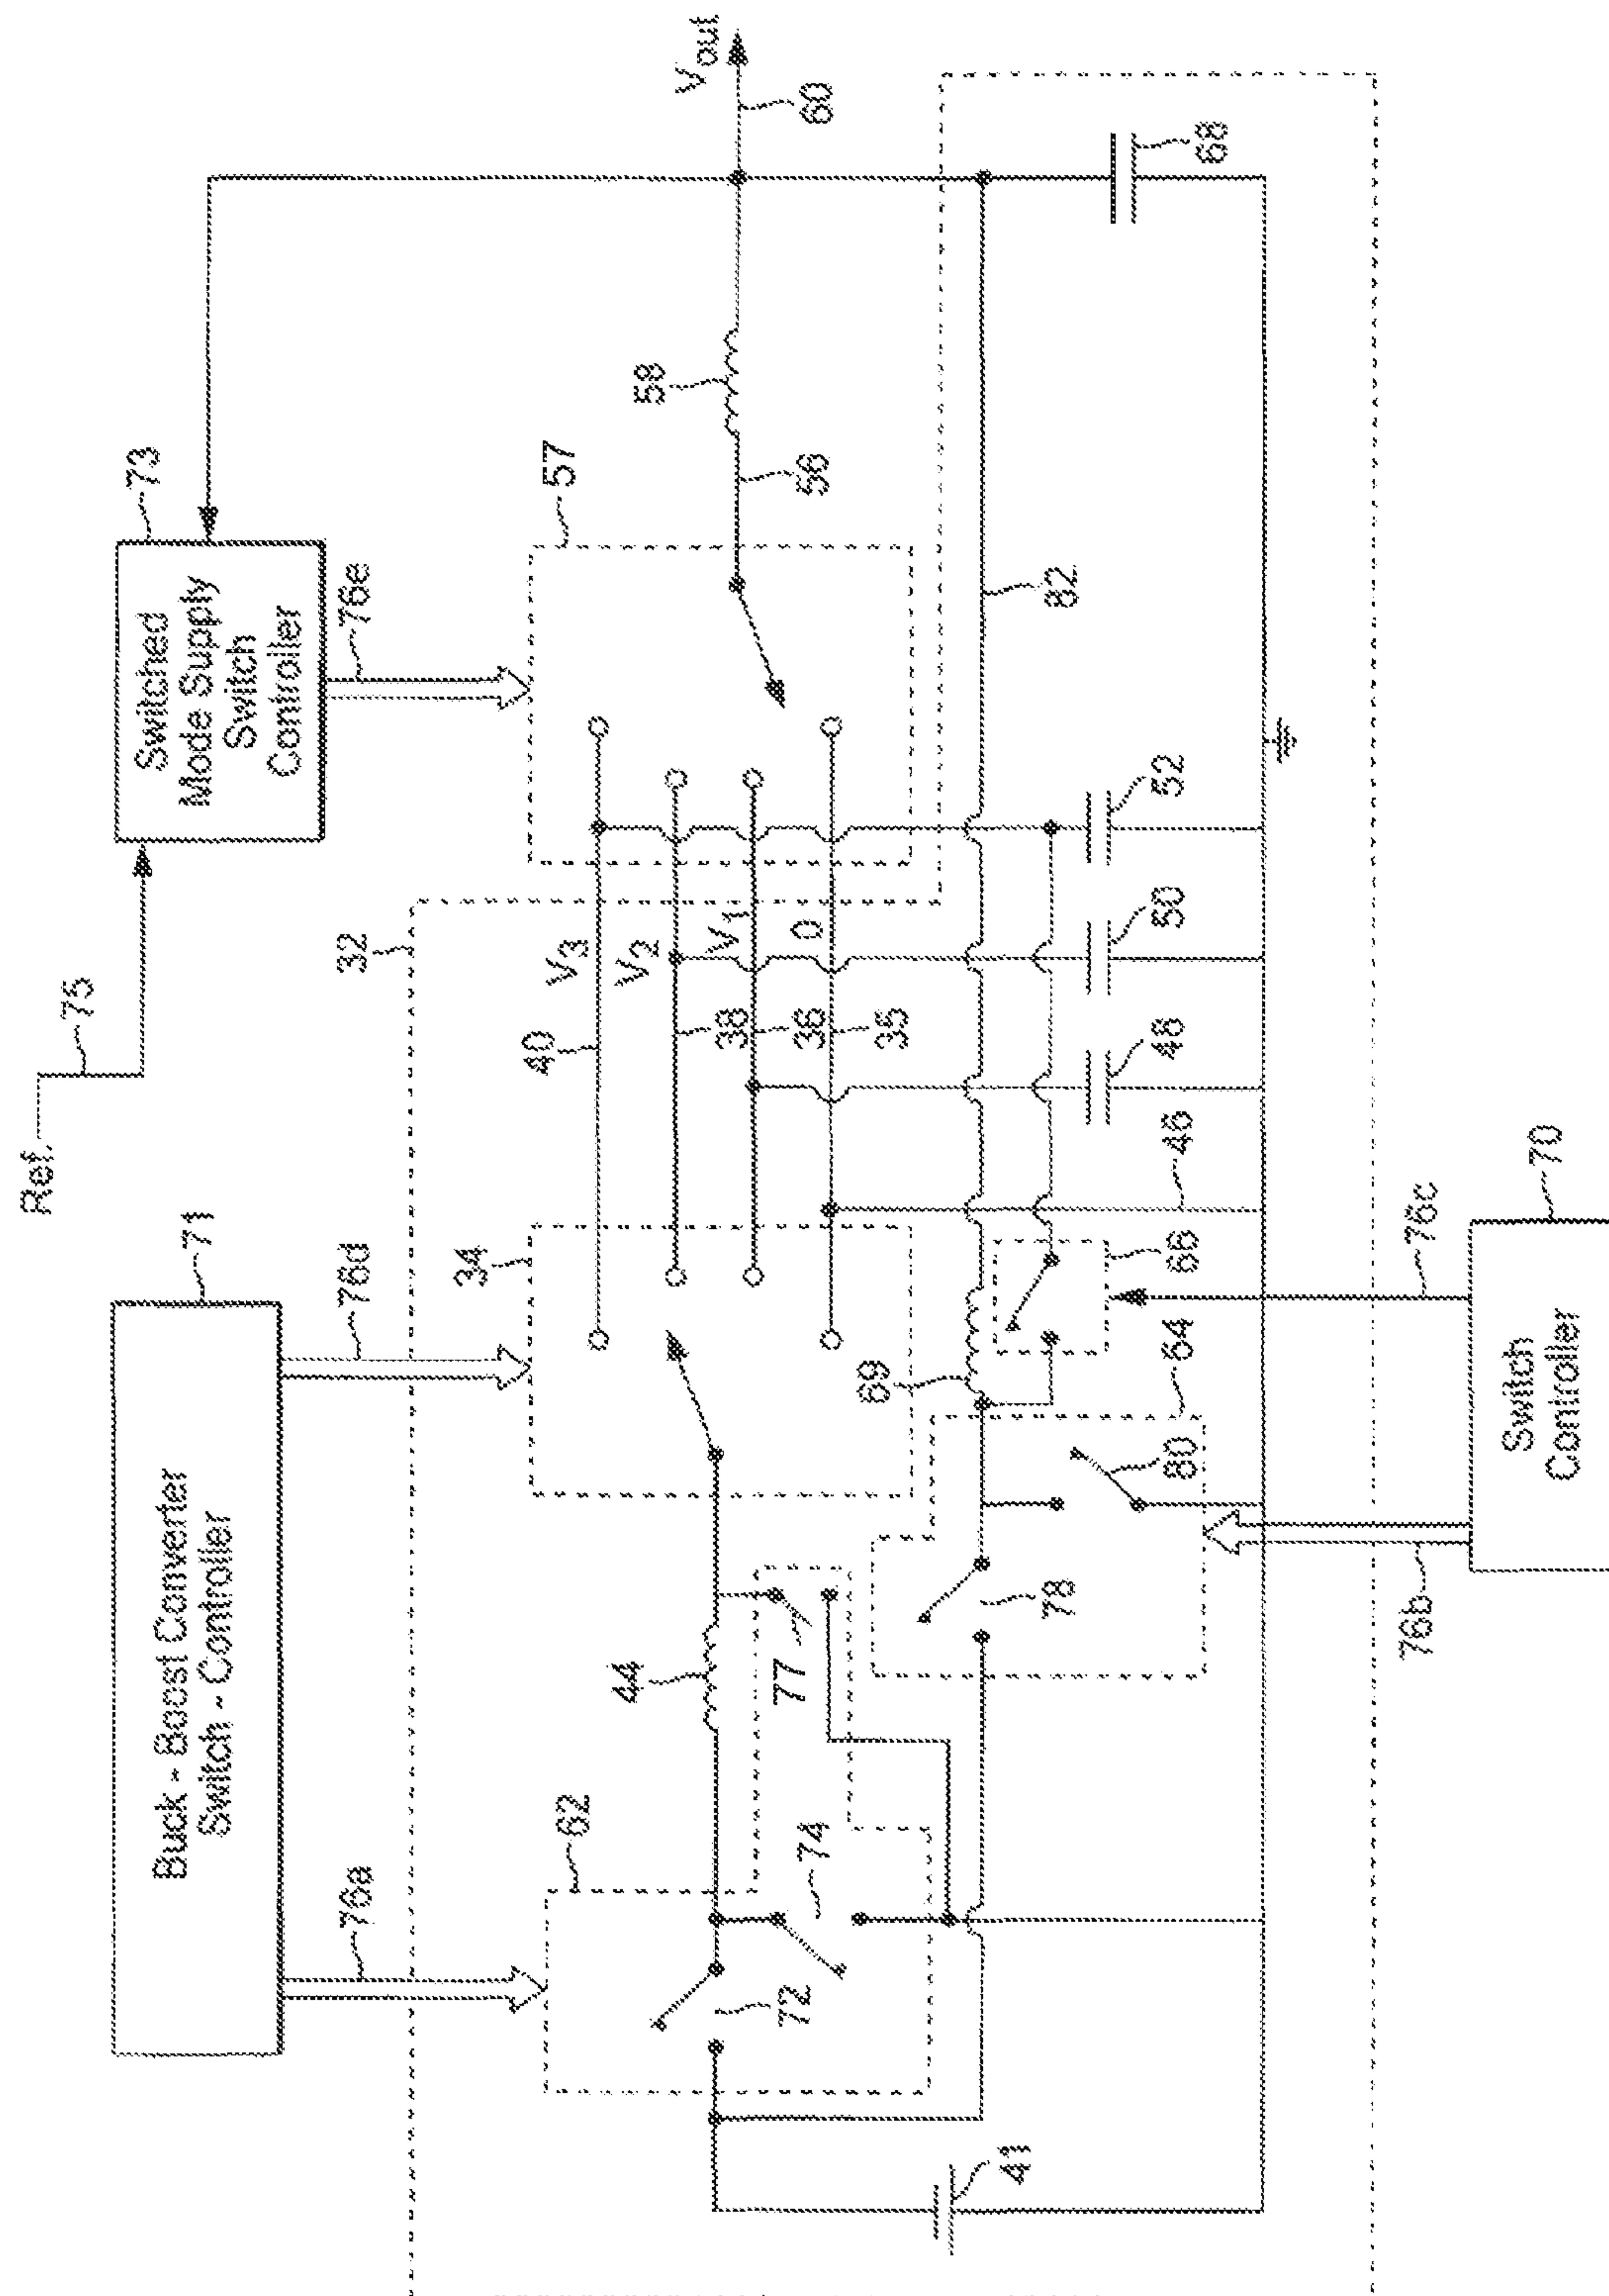 Ref.
75
Buck - Boost Converter
Switch - Controller
71
Switched
Mode Supply
Switch
Controller
73
76a
76d
76e
32
62
34
57
V3
V2
V1
0
40
38
36
35
44
58
56
60
Vout
72
74
77
69
82
78
80
64
66
46
48
50
52
68
41
76b
76c
Switch
Controller
70